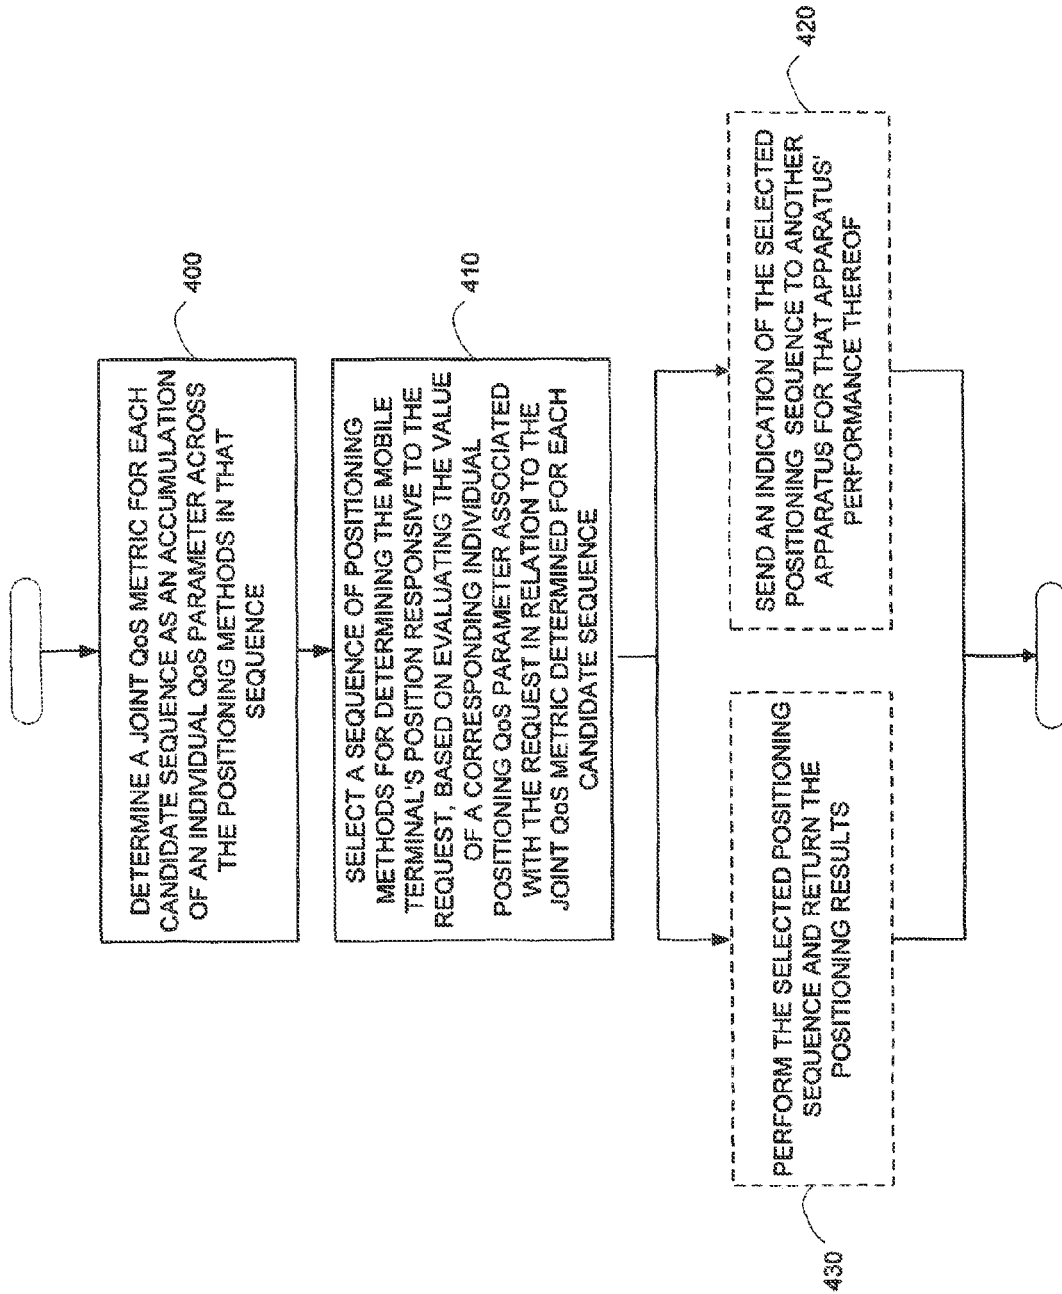 DETERMINE A JOINT QoS METRIC FOR EACH
CANDIDATE SEQUENCE AS AN ACCUMULATION
OF AN INDIVIDUAL QoS PARAMETER ACROSS
THE POSITIONING METHODS IN THAT
SEQUENCE
400
SELECT A SEQUENCE OF POSITIONING
METHODS FOR DETERMINING THE MOBILE
TERMINAL'S POSITION RESPONSIVE TO THE
REQUEST, BASED ON EVALUATING THE VALUE
OF A CORRESPONDING INDIVIDUAL
POSITIONING QoS PARAMETER ASSOCIATED
WITH THE REQUEST IN RELATION TO THE
JOINT QoS METRIC DETERMINED FOR EACH
CANDIDATE SEQUENCE
410
PERFORM THE SELECTED POSITIONING
SEQUENCE AND RETURN THE
POSITIONING RESULTS
430
SEND AN INDICATION OF THE SELECTED
POSITIONING SEQUENCE TO ANOTHER
APPARATUS FOR THAT APPARATUS'
PERFORMANCE THEREOF
420